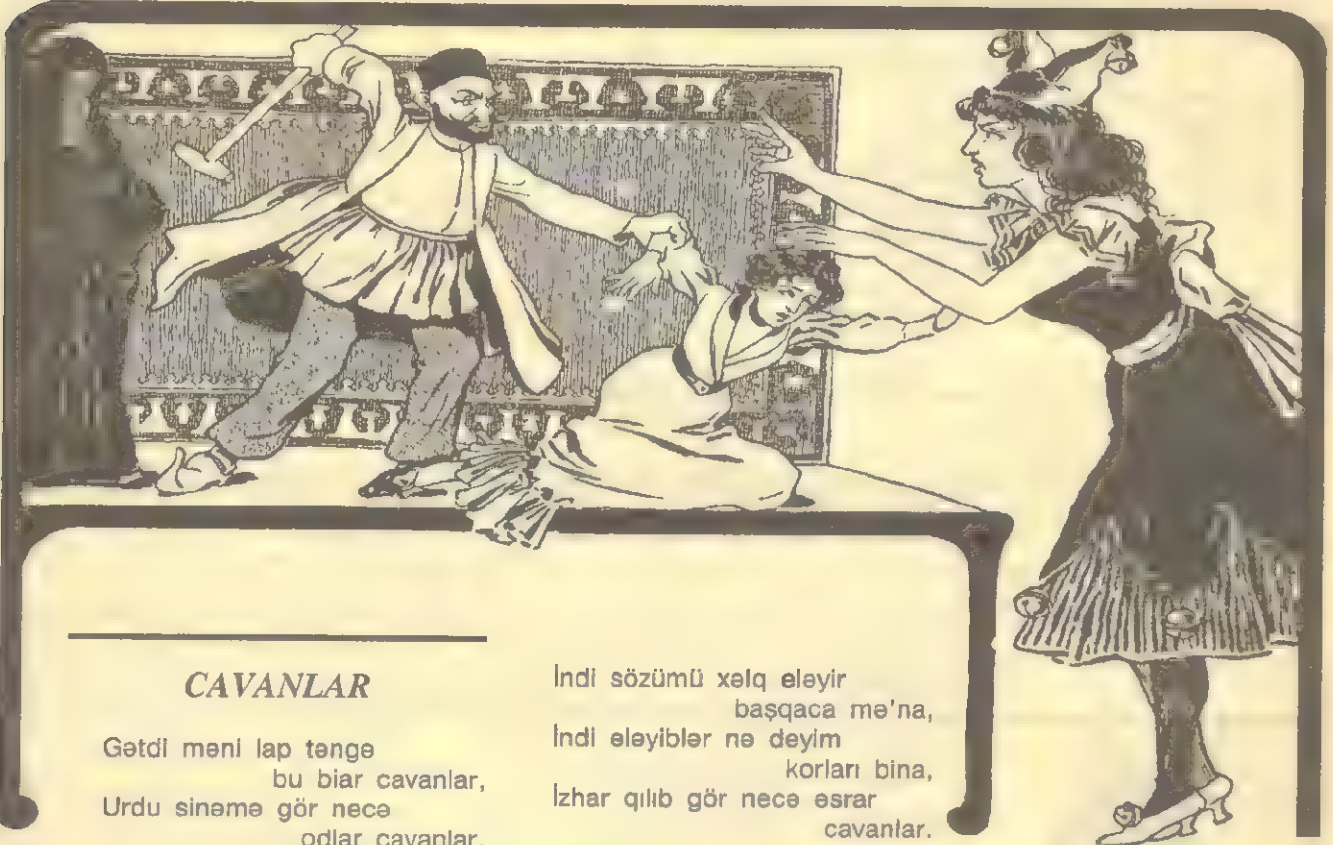 CAVANLAR
Gətdi məni lap təngə
bu biar cavanlar,
Urdu sinəmə gör necə
odlar cavanlar.
İndi sözümü xəlq eləyir
başqaca mə'na,
İndi eləyiblər nə deyim
korları bina,
İzhar qılıb gör necə əsrar
cavanlar.